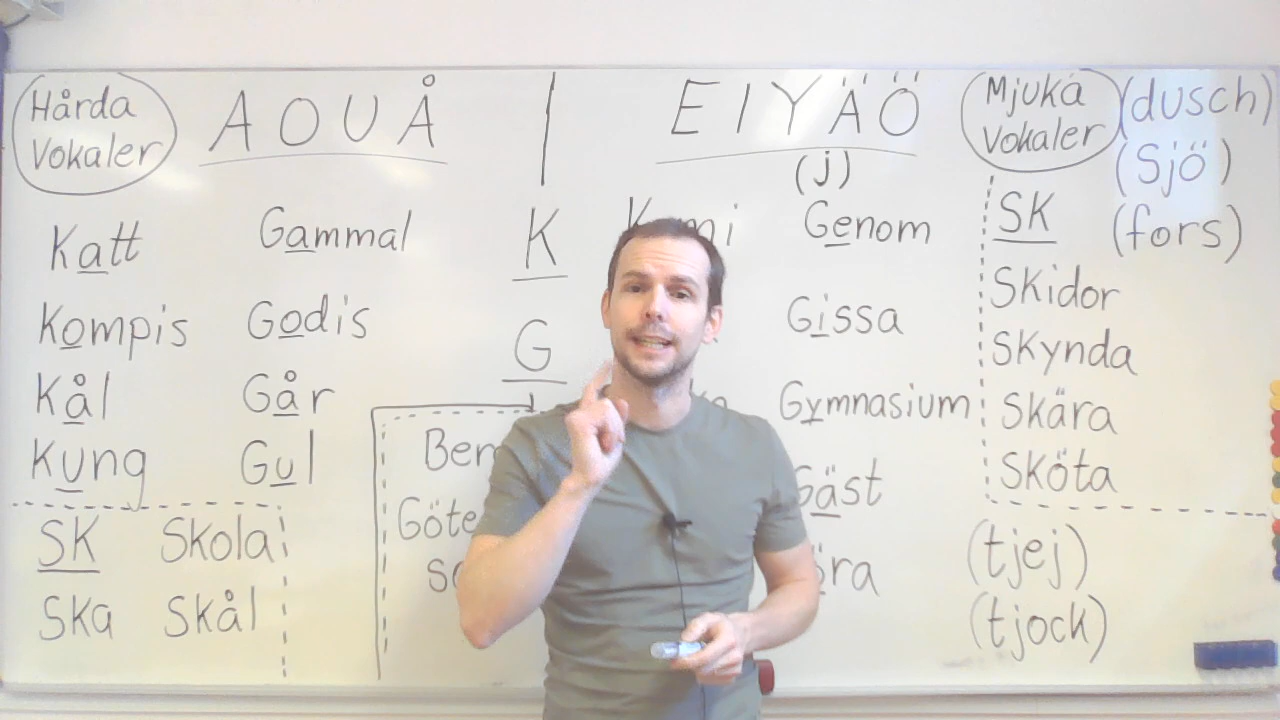 Hårda
Vokaler
A O U Å
E I Y Ä Ö
(j)
Mjuka
Vokaler
(dusch)
(Sjö)
(fors)
Katt
Gammal
K
Genom
SK
Kompis
Godis
G
Gissa
Skidor
Skynda
Kål
Går
Gymnasium
Skära
Kung
Gul
Gäst
Sköta
SK
Skola
Ska
Skål
(tjej)
(tjock)